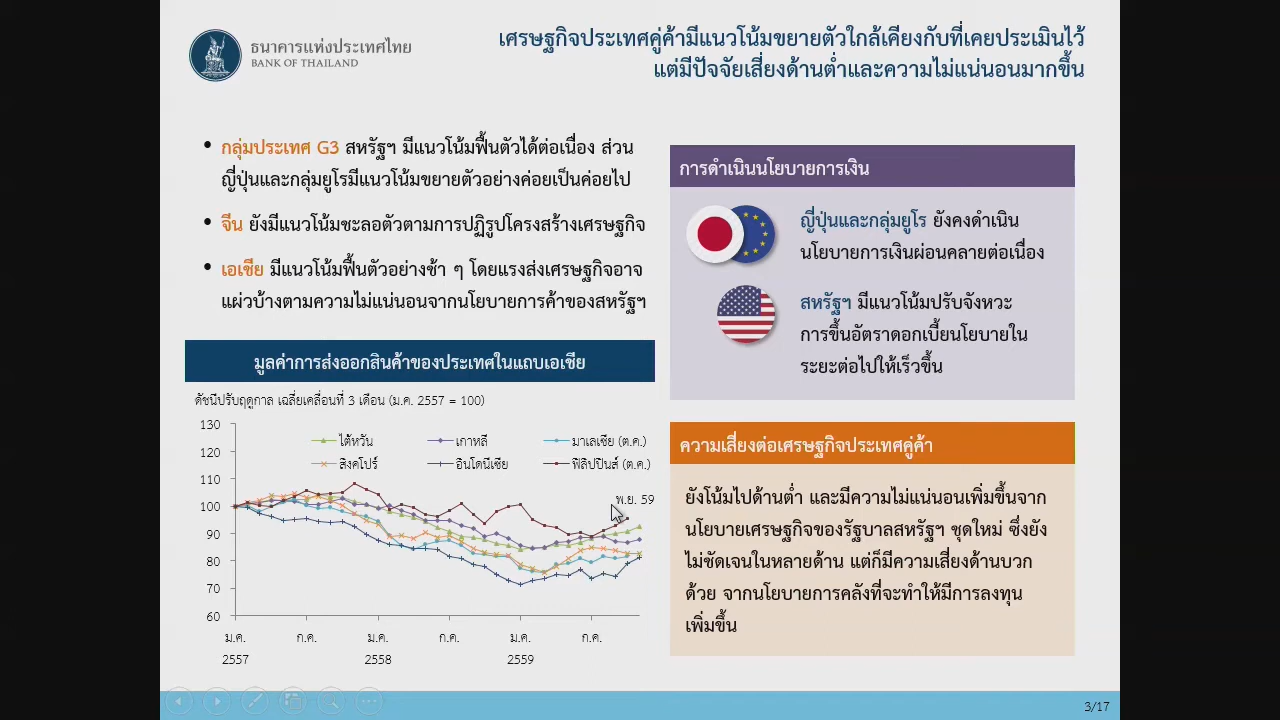 ธนาคารแห่งประเทศไทย
BANK OF THAILAND
เศรษฐกิจประเทศคู่ค้ามีแนวโน้มขยายตัวใกล้เคียงกับที่เคยประเมินไว้
แต่มีปัจจัยเสี่ยงด้านต่ำและความไม่แน่นอนมากขึ้น
• กลุ่มประเทศ G3 สหรัฐฯ มีแนวโน้มฟื้นตัวได้ต่อเนื่อง ส่วน
ญี่ปุ่นและกลุ่มยูโรมีแนวโน้มขยายตัวอย่างค่อยเป็นค่อยไป
• จีน ยังมีแนวโน้มชะลอตัวตามการปฏิรูปโครงสร้างเศรษฐกิจ
• เอเชีย มีแนวโน้มฟื้นตัวอย่างช้า ๆ โดยแรงส่งเศรษฐกิจอาจ
แผ่วบ้างตามความไม่แน่นอนจากนโยบายการค้าของสหรัฐฯ
มูลค่าการส่งออกสินค้าของประเทศในแถบเอเชีย
ดัชนีปรับฤดูกาล เฉลี่ยเคลื่อนที่ 3 เดือน (ม.ค. 2557 = 100)
130
120
110
100
90
80
70
60
ไต้หวัน เกาหลี มาเลเซีย (ต.ค.)
สิงคโปร์ อินโดนีเซีย ฟิลิปปินส์ (ต.ค.)
พ.ย. 59
ม.ค. ก.ค. ม.ค. ก.ค. ม.ค. ก.ค.
2557 2558 2559
การดำเนินนโยบายการเงิน
ญี่ปุ่นและกลุ่มยูโร ยังคงดำเนิน
นโยบายการเงินผ่อนคลายต่อเนื่อง
สหรัฐฯ มีแนวโน้มปรับจังหวะ
การขึ้นอัตราดอกเบี้ยนโยบายใน
ระยะต่อไปให้เร็วขึ้น
ความเสี่ยงต่อเศรษฐกิจประเทศคู่ค้า
ยังโน้มไปด้านต่ำ และมีความไม่แน่นอนเพิ่มขึ้นจาก
นโยบายเศรษฐกิจของรัฐบาลสหรัฐฯ ชุดใหม่ ซึ่งยัง
ไม่ชัดเจนในหลายด้าน แต่ก็มีความเสี่ยงด้านบวก
ด้วย จากนโยบายการคลังที่จะทำให้มีการลงทุน
เพิ่มขึ้น
3/17